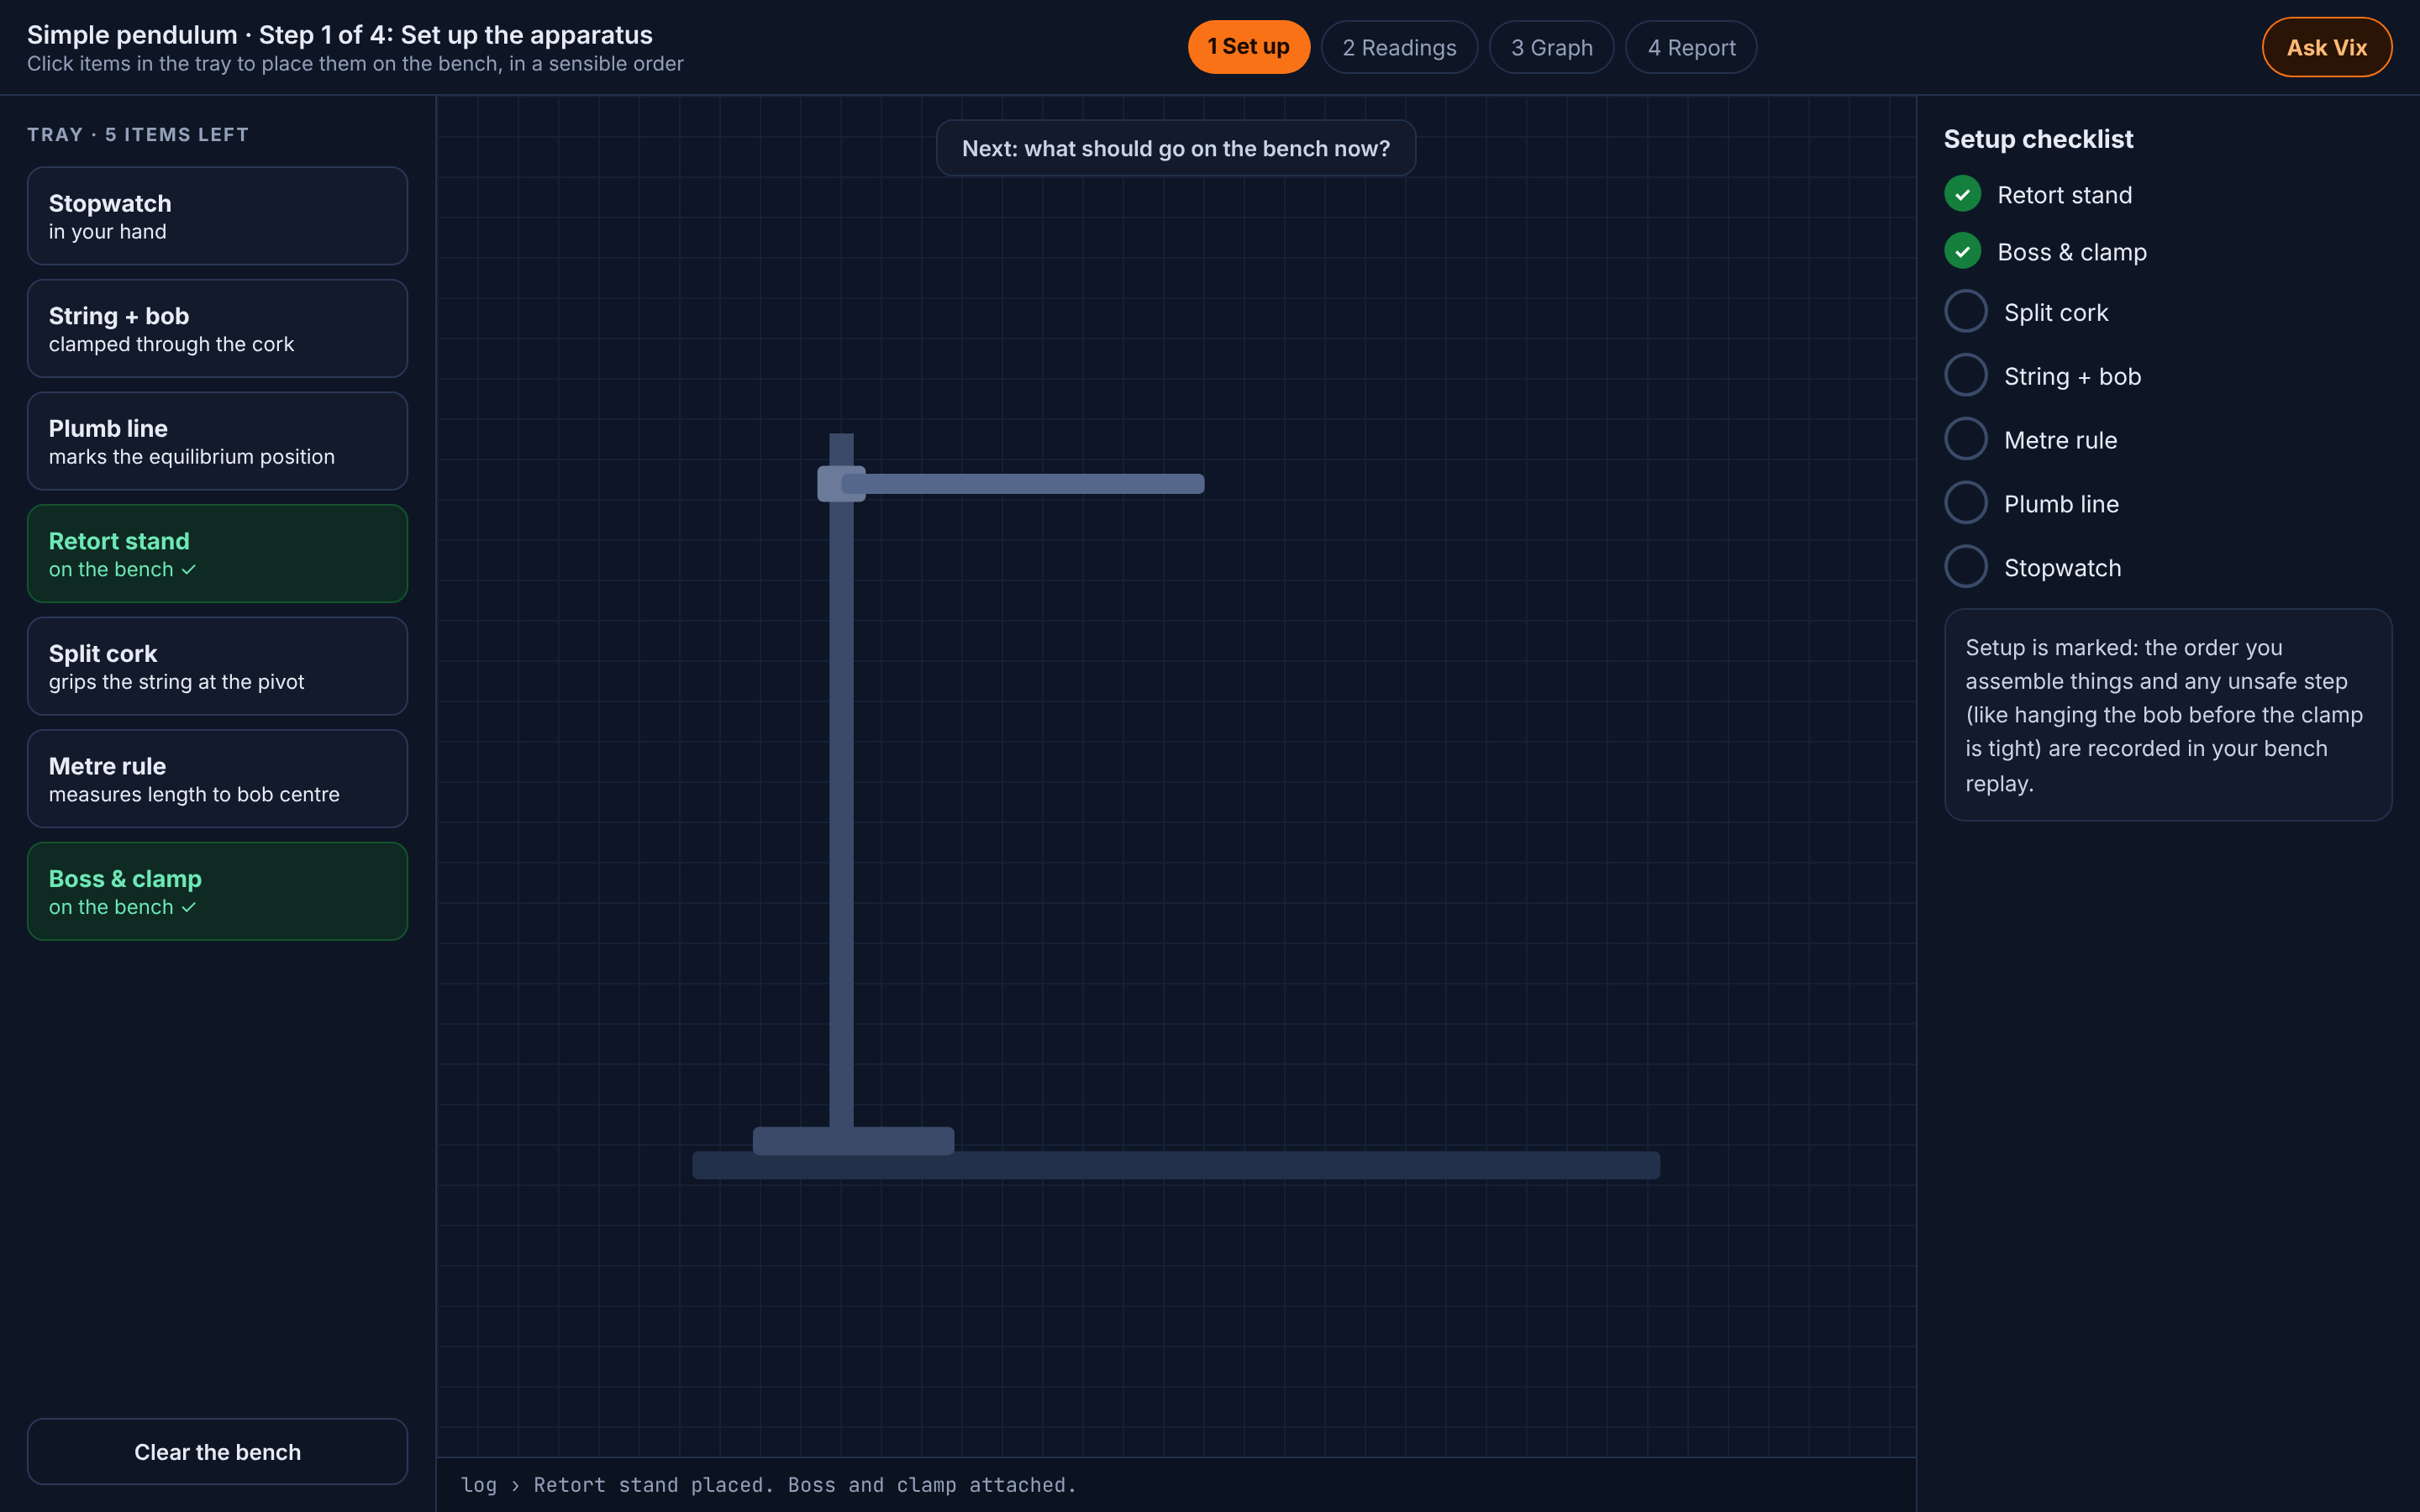 Simple pendulum · Step 1 of 4: Set up the apparatus
Click items in the tray to place them on the bench, in a sensible order
1 Set up
2 Readings
3 Graph
4 Report
Ask Vix
TRAY · 5 ITEMS LEFT
Stopwatch
in your hand
String + bob
clamped through the cork
Plumb line
marks the equilibrium position
Retort stand
on the bench ✓
Split cork
grips the string at the pivot
Metre rule
measures length to bob centre
Boss & clamp
on the bench ✓
Clear the bench
Next: what should go on the bench now?
log › Retort stand placed. Boss and clamp attached.
Setup checklist
Retort stand
Boss & clamp
Split cork
String + bob
Metre rule
Plumb line
Stopwatch
Setup is marked: the order you
assemble things and any unsafe step
(like hanging the bob before the clamp
is tight) are recorded in your bench
replay.